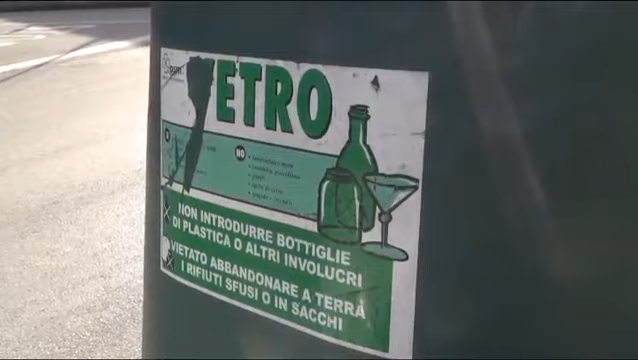 VETRO
NO
NON INTRODURRE BOTTIGLIE
DI PLASTICA O ALTRI INVOLUCRI
VIETATO ABBANDONARE A TERRA
I RIFIUTI SFUSI O IN SACCHI